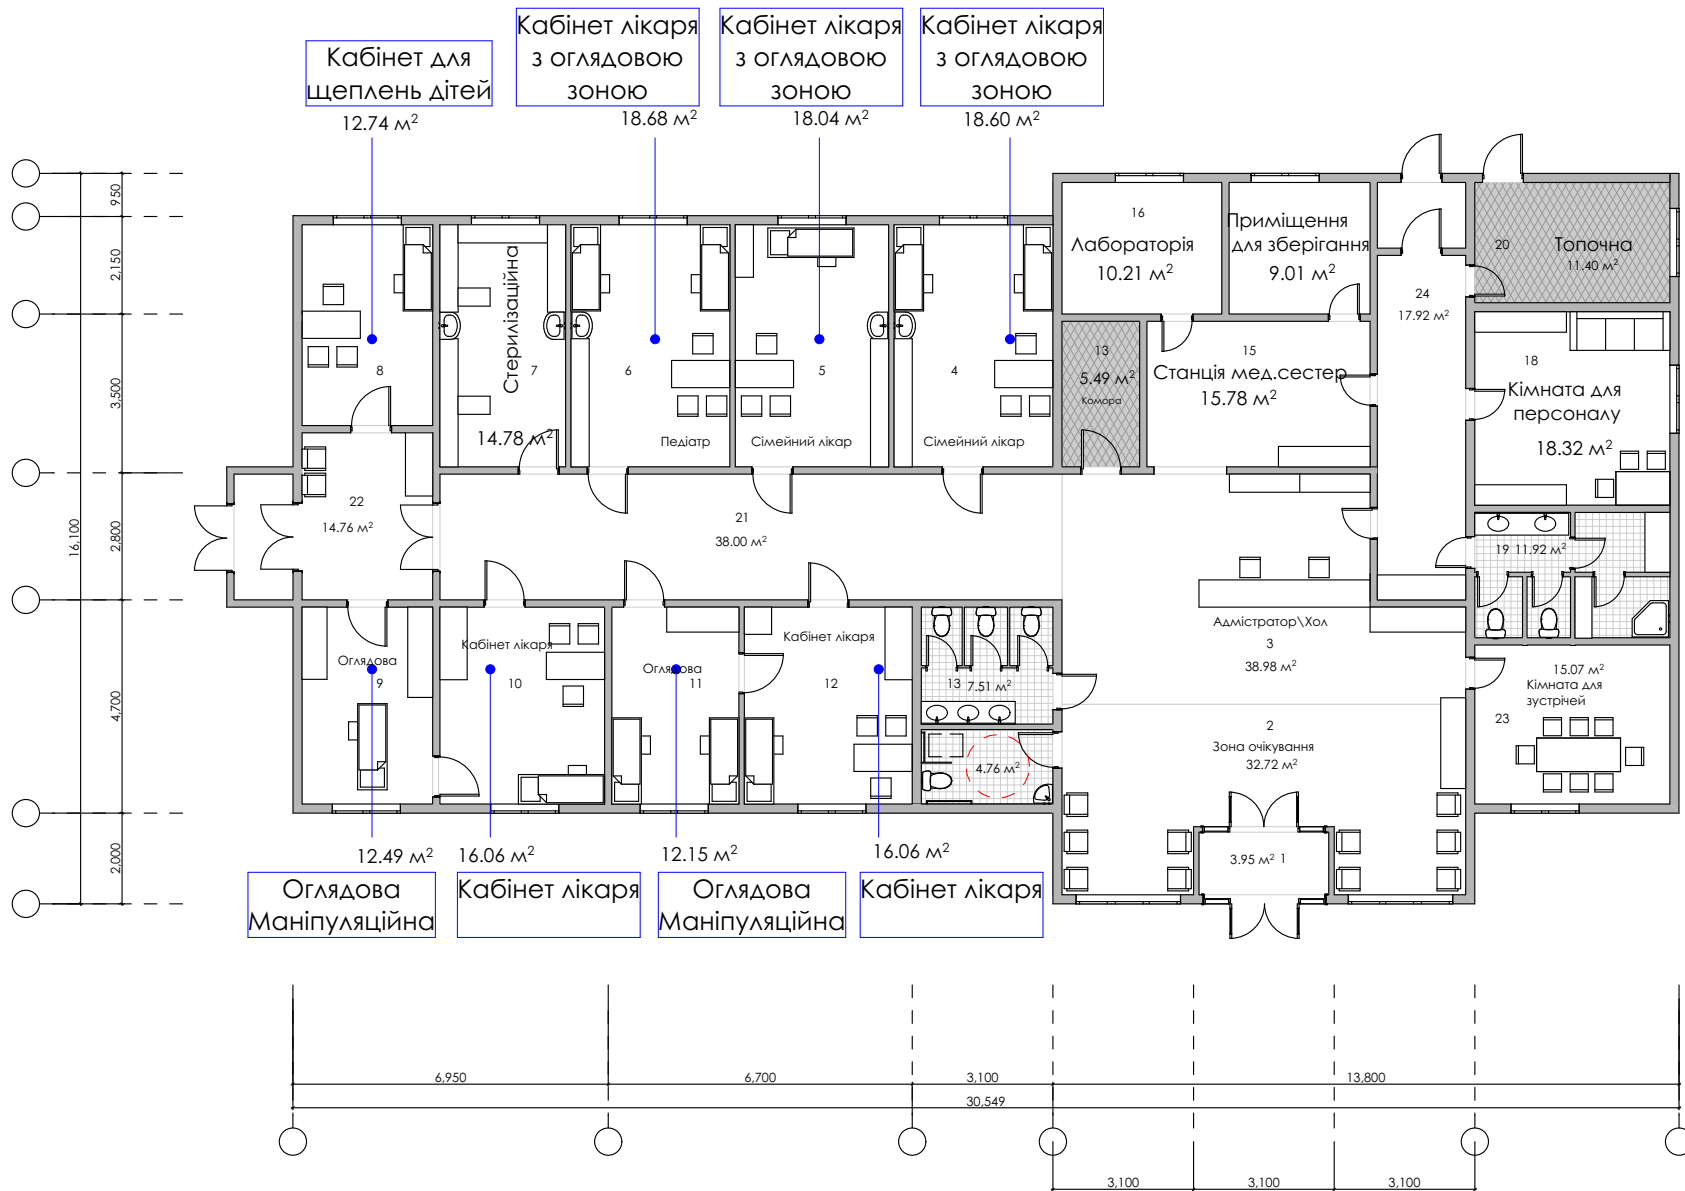 Кабінет для
щеплень дітей
12.74 м²
Кабінет лікаря
з оглядовою
зоною
18.68 м²
Кабінет лікаря
з оглядовою
зоною
18.04 м²
Кабінет лікаря
з оглядовою
зоною
18.60 м²
950
2,150
3,500
2,800
4,700
2,000
16,100
8
Стерилізаційна
7
14.78 м²
6
Педіатр
5
Сімейний лікар
4
Сімейний лікар
16
Лабораторія
10.21 м²
Приміщення
для зберігання
9.01 м²
13
5.49 м²
Комора
15
Станція мед.сестер
15.78 м²
24
17.92 м²
20
Топочна
11.40 м²
18
Кімната для
персоналу
18.32 м²
22
14.76 м²
21
38.00 м²
19 11.92 м²
Оглядова
9
Кабінет лікаря
10
Оглядова
11
Кабінет лікаря
12
13 7.51 м²
4.76 м²
Адмістратор\Хол
3
38.98 м²
2
Зона очікування
32.72 м²
15.07 м²
Кімната для
зустрічей
23
3.95 м² 1
12.49 м²
Оглядова
Маніпуляційна
16.06 м²
Кабінет лікаря
12.15 м²
Оглядова
Маніпуляційна
16.06 м²
Кабінет лікаря
6,950
6,700
3,100
13,800
30,549
3,100
3,100
3,100